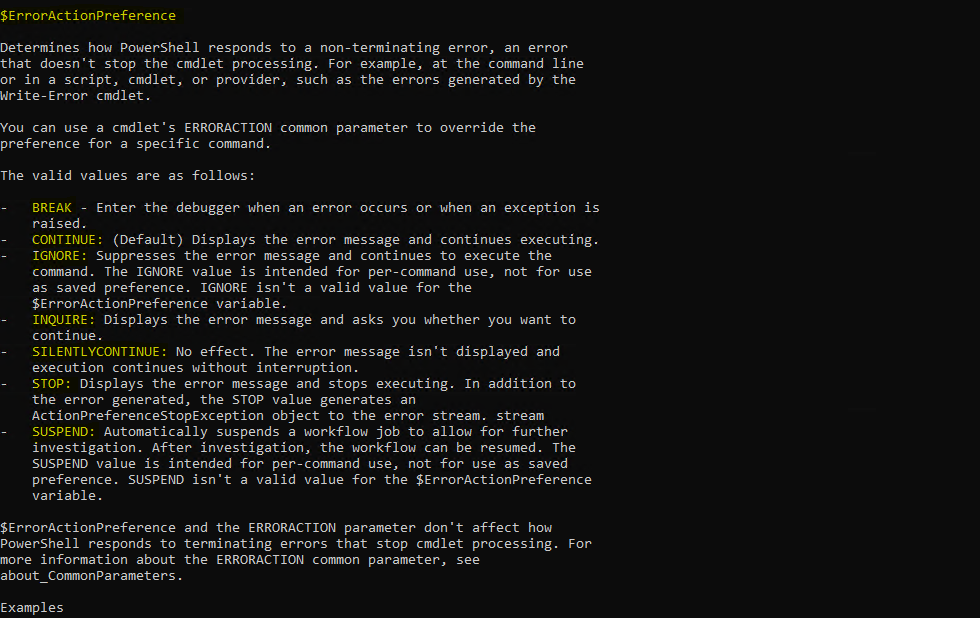 $ErrorActionPreference
Determines how PowerShell responds to a non-terminating error, an error
that doesn't stop the cmdlet processing. For example, at the command line
or in a script, cmdlet, or provider, such as the errors generated by the
Write-Error cmdlet.
You can use a cmdlet's ERRORACTION common parameter to override the
preference for a specific command.
The valid values are as follows:
-   BREAK - Enter the debugger when an error occurs or when an exception is
    raised.
-   CONTINUE: (Default) Displays the error message and continues executing.
-   IGNORE: Suppresses the error message and continues to execute the
    command. The IGNORE value is intended for per-command use, not for use
    as saved preference. IGNORE isn't a valid value for the
    $ErrorActionPreference variable.
-   INQUIRE: Displays the error message and asks you whether you want to
    continue.
-   SILENTLYCONTINUE: No effect. The error message isn't displayed and
    execution continues without interruption.
-   STOP: Displays the error message and stops executing. In addition to
    the error generated, the STOP value generates an
    ActionPreferenceStopException object to the error stream. stream
-   SUSPEND: Automatically suspends a workflow job to allow for further
    investigation. After investigation, the workflow can be resumed. The
    SUSPEND value is intended for per-command use, not for use as saved
    preference. SUSPEND isn't a valid value for the $ErrorActionPreference
    variable.
$ErrorActionPreference and the ERRORACTION parameter don't affect how
PowerShell responds to terminating errors that stop cmdlet processing. For
more information about the ERRORACTION common parameter, see
about_CommonParameters.
Examples